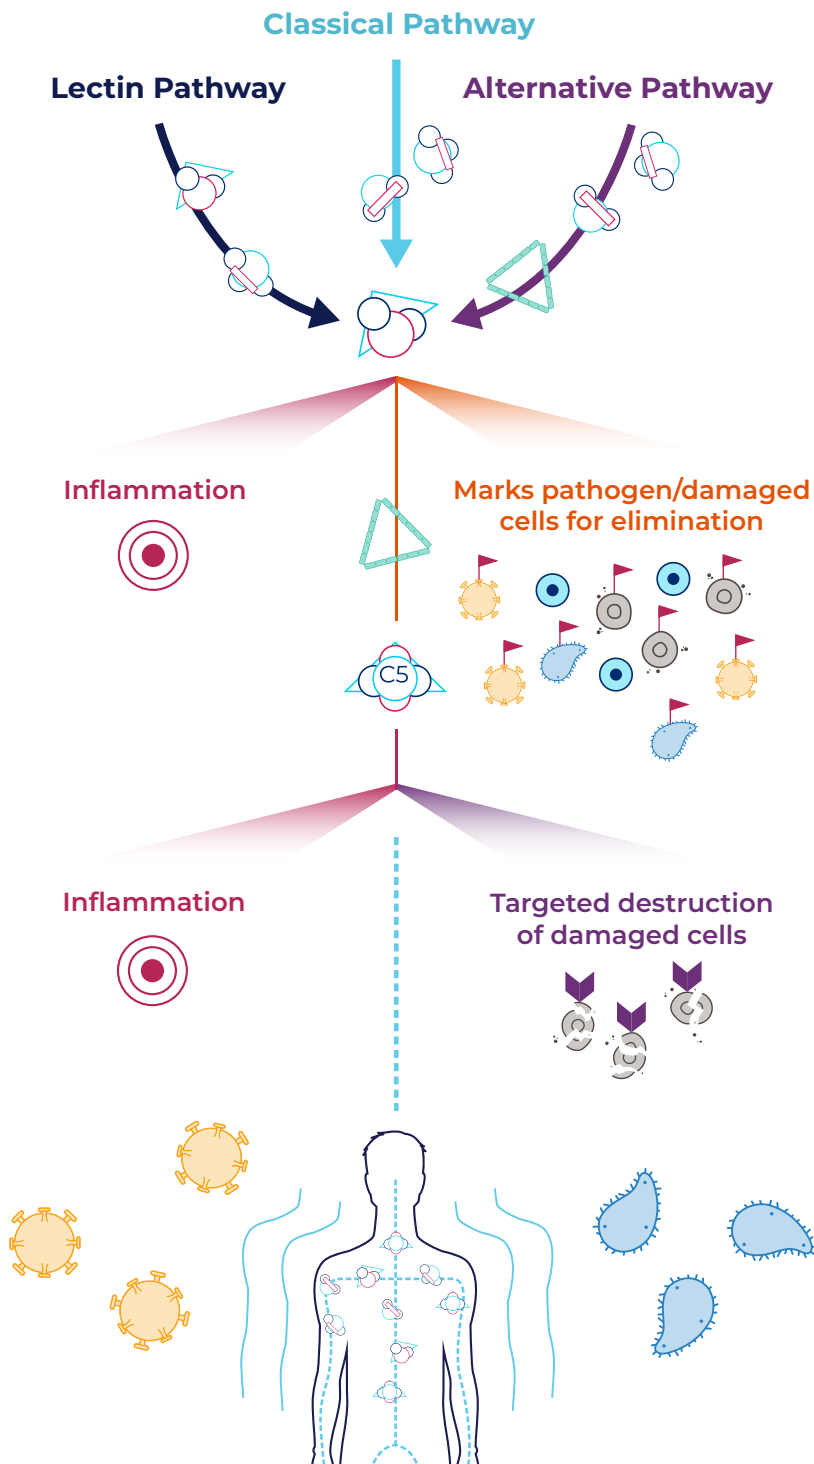 Classical Pathway
Lectin Pathway
Alternative Pathway
Inflammation
Marks pathogen/damaged
cells for elimination
C5
Inflammation
Targeted destruction
of damaged cells